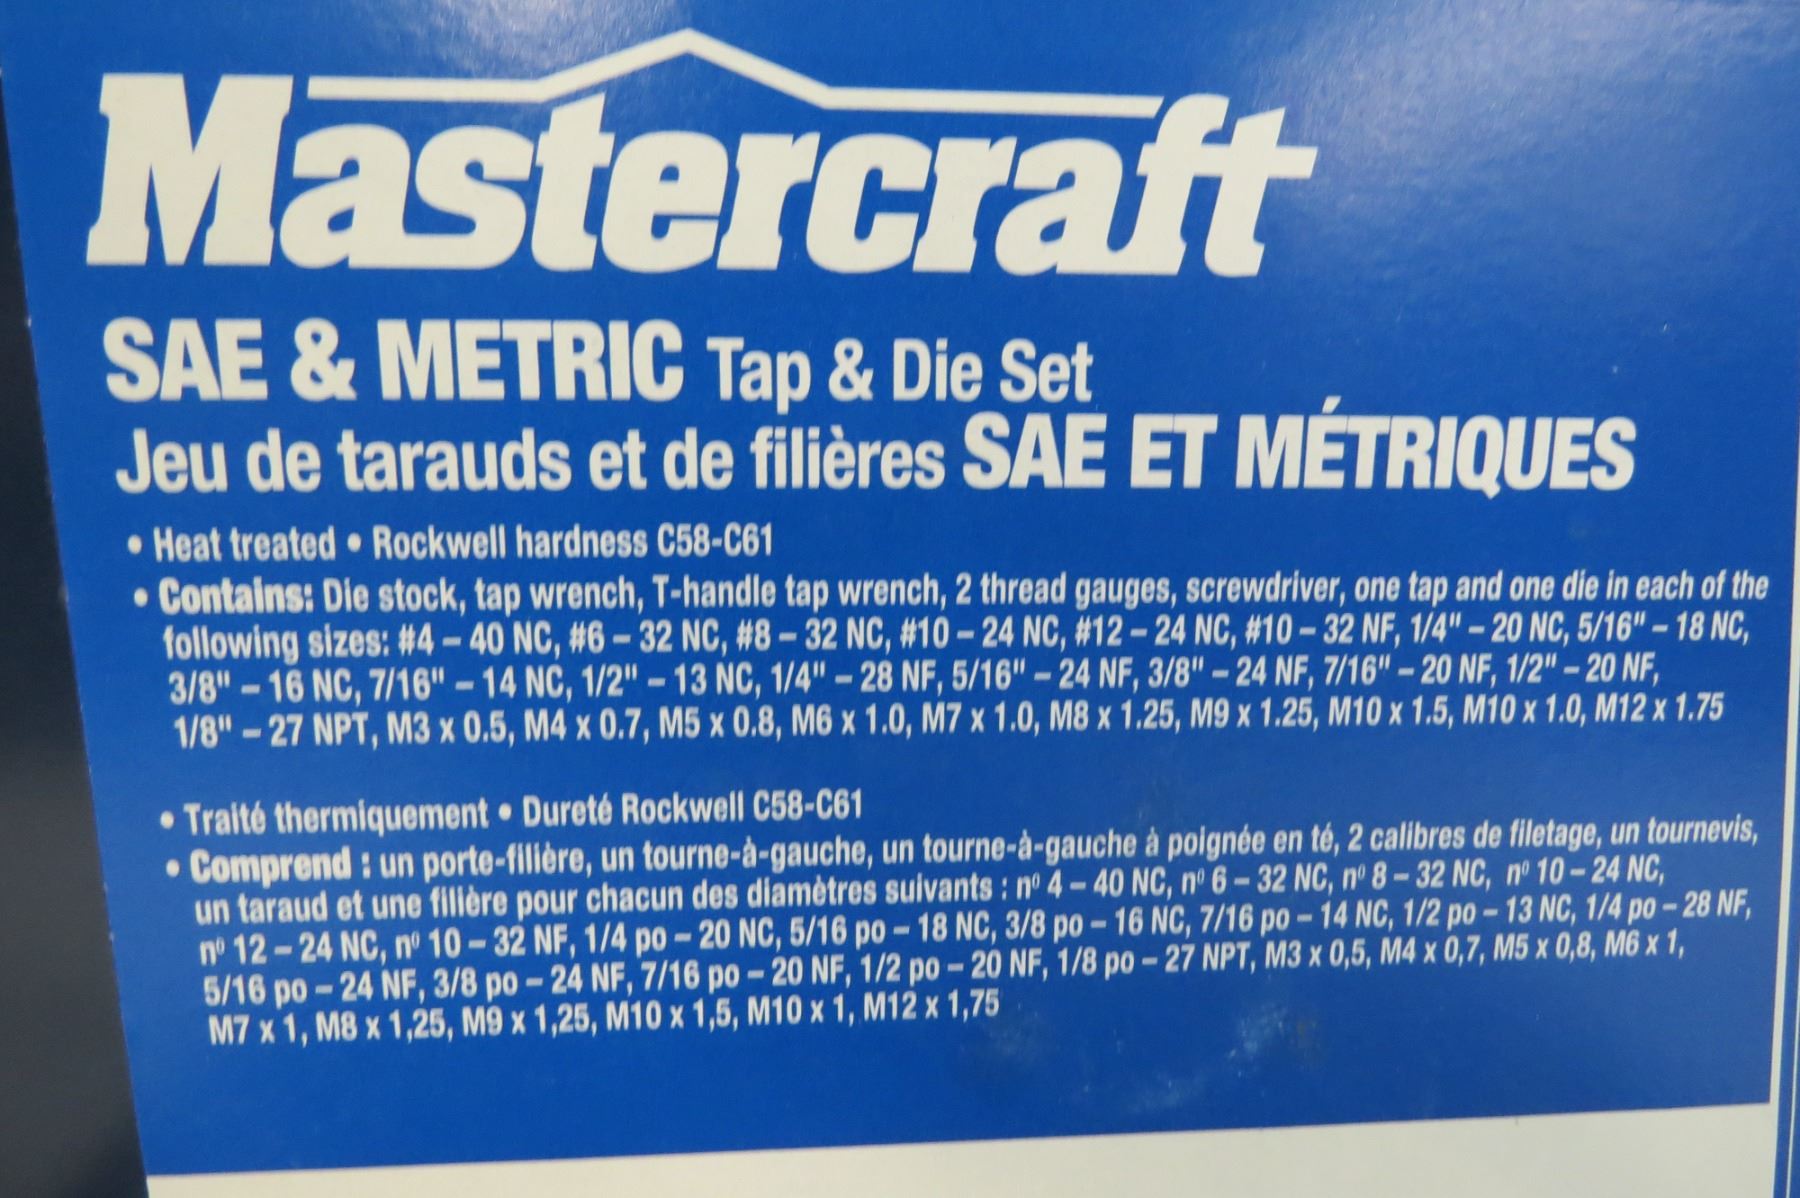 Mastercraft
SAE & METRIC Tap & Die Set
Jeu de tarauds et de filières SAE ET MÉTRIQUES
• Heat treated • Rockwell hardness C58-C61
• Contains: Die stock, tap wrench, T-handle tap wrench, 2 thread gauges, screwdriver, one tap and one die in each of the
following sizes: #4 – 40 NC, #6 – 32 NC, #8 – 32 NC, #10 – 24 NC, #12 – 24 NC, #10 – 32 NF, 1/4" – 20 NC, 5/16" – 18 NC,
3/8" – 16 NC, 7/16" – 14 NC, 1/2" – 13 NC, 1/4" – 28 NF, 5/16" – 24 NF, 3/8" – 24 NF, 7/16" – 20 NF, 1/2" – 20 NF,
1/8" – 27 NPT, M3 x 0.5, M4 x 0.7, M5 x 0.8, M6 x 1.0, M7 x 1.0, M8 x 1.25, M9 x 1.25, M10 x 1.5, M10 x 1.0, M12 x 1.75
• Traité thermiquement • Dureté Rockwell C58-C61
• Comprend : un porte-filière, un tourne-à-gauche, un tourne-à-gauche à poignée en té, 2 calibres de filetage, un tournevis,
un taraud et une filière pour chacun des diamètres suivants : nº 4 – 40 NC, nº 6 – 32 NC, nº 8 – 32 NC, nº 10 – 24 NC,
nº 12 – 24 NC, nº 10 – 32 NF, 1/4 po – 20 NC, 5/16 po – 18 NC, 3/8 po – 16 NC, 7/16 po – 14 NC, 1/2 po – 13 NC, 1/4 po – 28 NF,
5/16 po – 24 NF, 3/8 po – 24 NF, 7/16 po – 20 NF, 1/2 po – 20 NF, 1/8 po – 27 NPT, M3 x 0,5, M4 x 0,7, M5 x 0,8, M6 x 1,
M7 x 1, M8 x 1,25, M9 x 1,25, M10 x 1,5, M10 x 1, M12 x 1,75